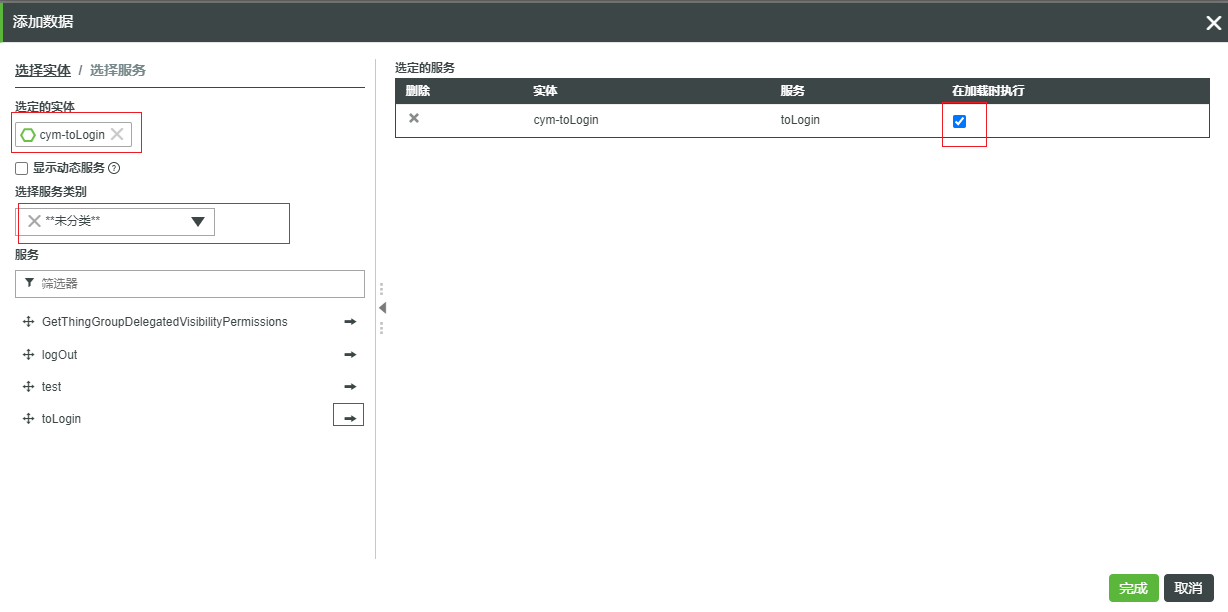 添加数据
选择实体 / 选择服务
选定的实体
cym-toLogin
显示动态服务
选择服务类别
**未分类**
服务
筛选器
GetThingGroupDelegatedVisibilityPermissions
logOut
test
toLogin
选定的服务
删除 实体 服务 在加载时执行
cym-toLogin toLogin
完成 取消